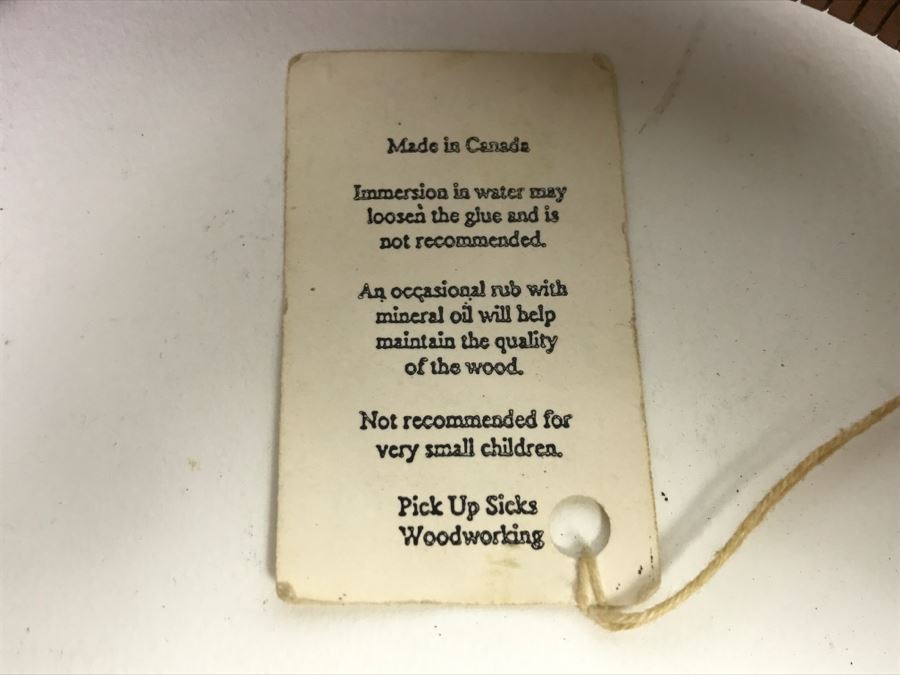 Made in Canada
Immersion in water may
loosen the glue and is
not recommended.
An occasional rub with
mineral oil will help
maintain the quality
of the wood.
Not recommended for
very small children.
Pick Up Sicks
Woodworking